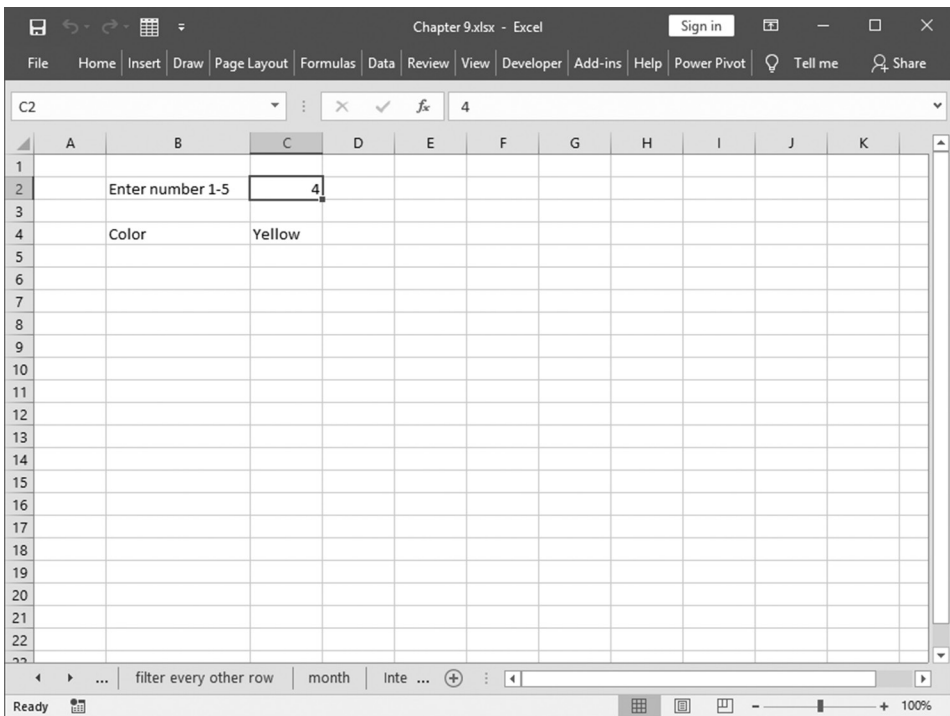 Chapter 9.xlsx - Excel
Sign in
File Home Insert Draw Page Layout Formulas Data Review View Developer Add-ins Help Power Pivot Tell me Share
C2 fx 4
A B C D E F G H I J K
1
2 Enter number 1-5 4
3
4 Color Yellow
5
6
7
8
9
10
11
12
13
14
15
16
17
18
19
20
21
22
23
... filter every other row month Inte ...
Ready 100%